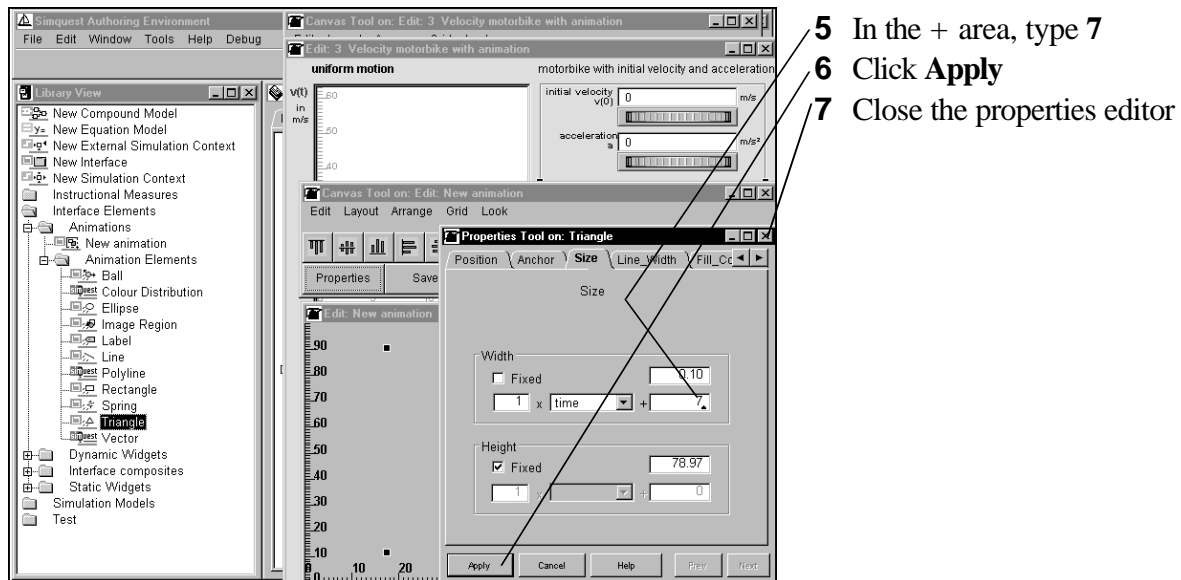 Simquest Authoring Environment
File Edit Window Tools Help Debug
Library View
New Compound Model
y= New Equation Model
New External Simulation Context
New Interface
New Simulation Context
Instructional Measures
Interface Elements
Animations
New animation
Animation Elements
Ball
Colour Distribution
Ellipse
Image Region
Label
Line
Polyline
Rectangle
Spring
Triangle
Vector
Dynamic Widgets
Interface composites
Static Widgets
Simulation Models
Test
Canvas Tool on: Edit: 3 Velocity motorbike with animation
Edit: 3 Velocity motorbike with animation
uniform motion
motorbike with initial velocity and acceleration
v(t)
in
m/s
60
50
40
initial velocity
v(0)
0
m/s
acceleration
a
0
m/s²
Canvas Tool on: Edit: New animation
Edit Layout Arrange Grid Look
Properties
Save
Edit: New animation
90
80
70
60
50
40
30
20
10
0
0 10 20
Properties Tool on: Triangle
Position Anchor Size Line_Width
Size
Width
Fixed
0.10
1 x time + 7
Height
Fixed
78.97
1 x + 0
Apply Cancel Help Prev Next
5 In the + area, type 7
6 Click Apply
7 Close the properties editor